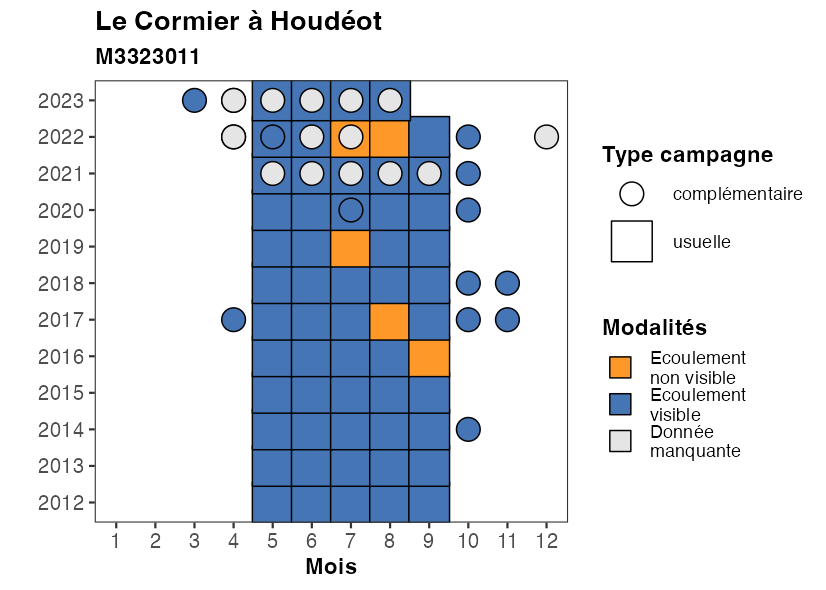 Le Cormier à Houdéot
M3323011
2023
2022
2021
2020
2019
2018
2017
2016
2015
2014
2013
2012
1 2 3 4 5 6 7 8 9 10 11 12
Mois
Type campagne
complémentaire
usuelle
Modalités
Ecoulement
non visible
Ecoulement
visible
Donnée
manquante